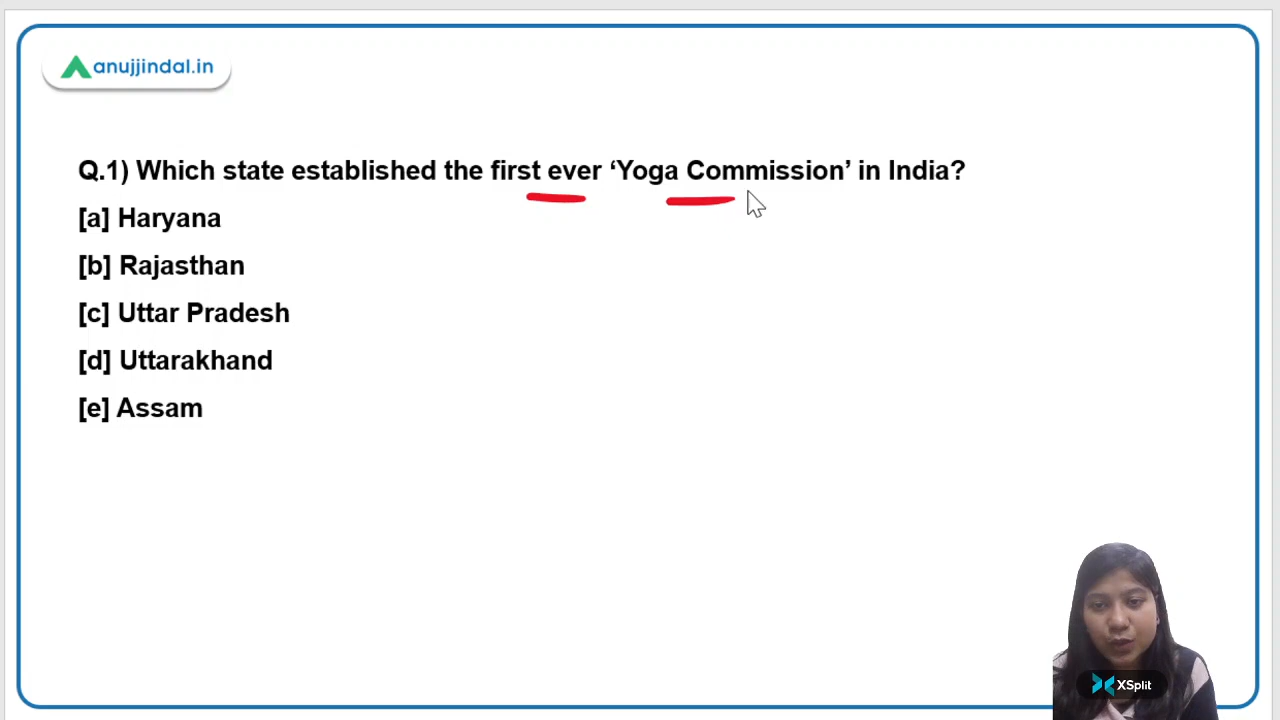 anujjindal.in
Q.1) Which state established the first ever ‘Yoga Commission’ in India?
[a] Haryana
[b] Rajasthan
[c] Uttar Pradesh
[d] Uttarakhand
[e] Assam
XSplit